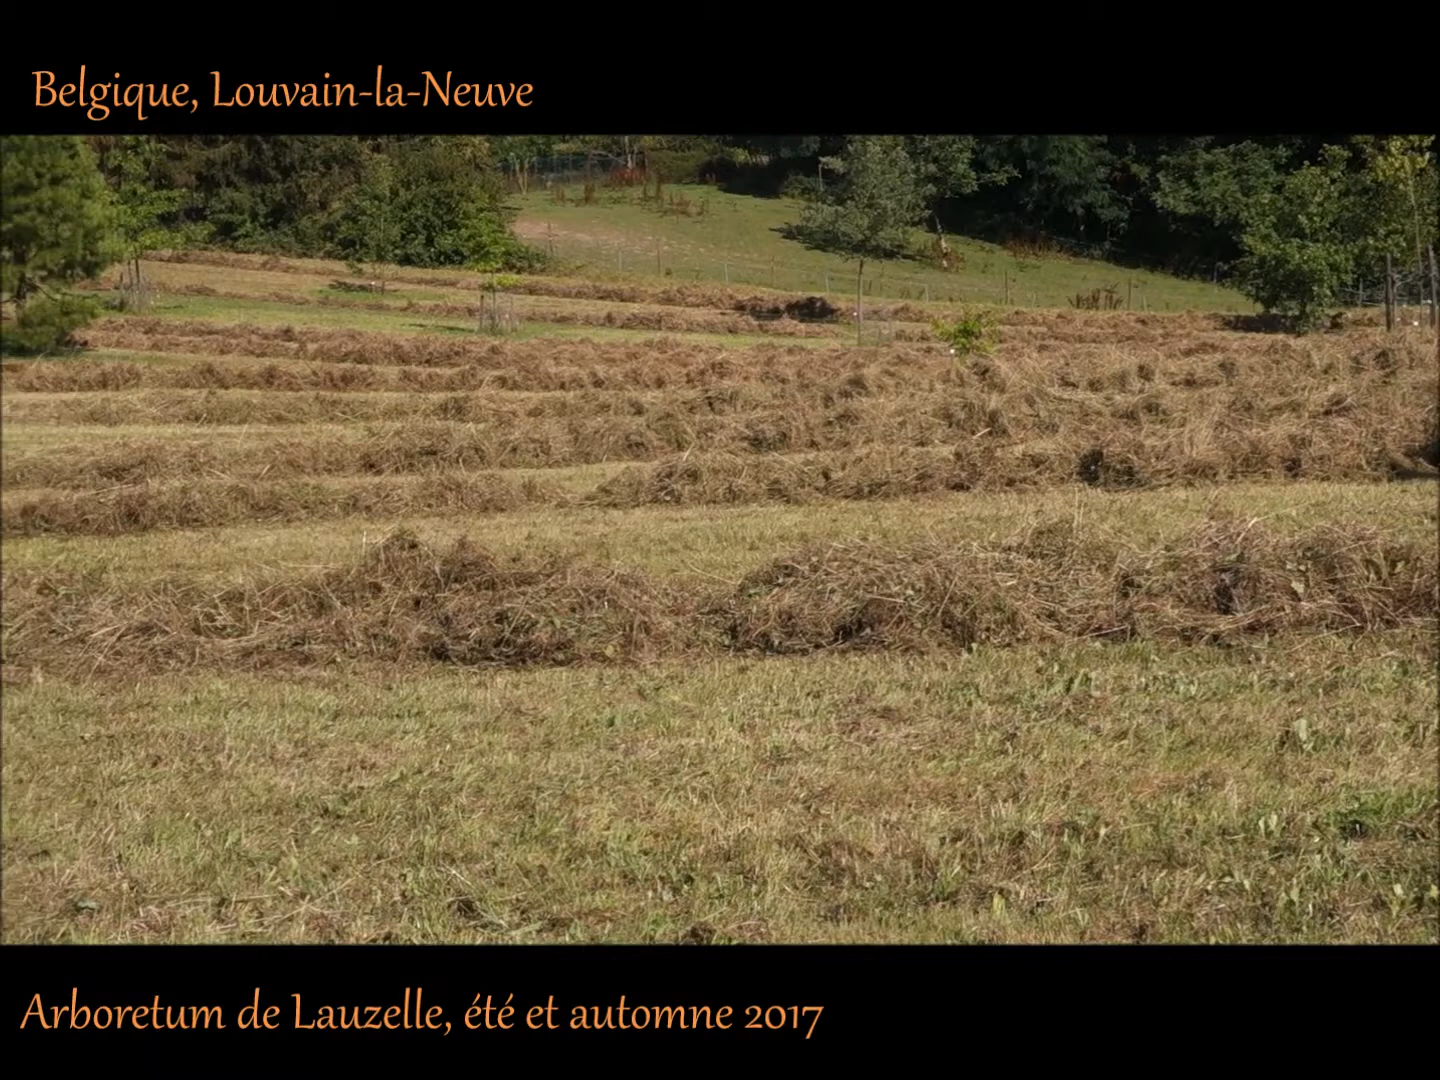 Belgique, Louvain-la-Neuve
Arboretum de Lauzelle, été et automne 2017